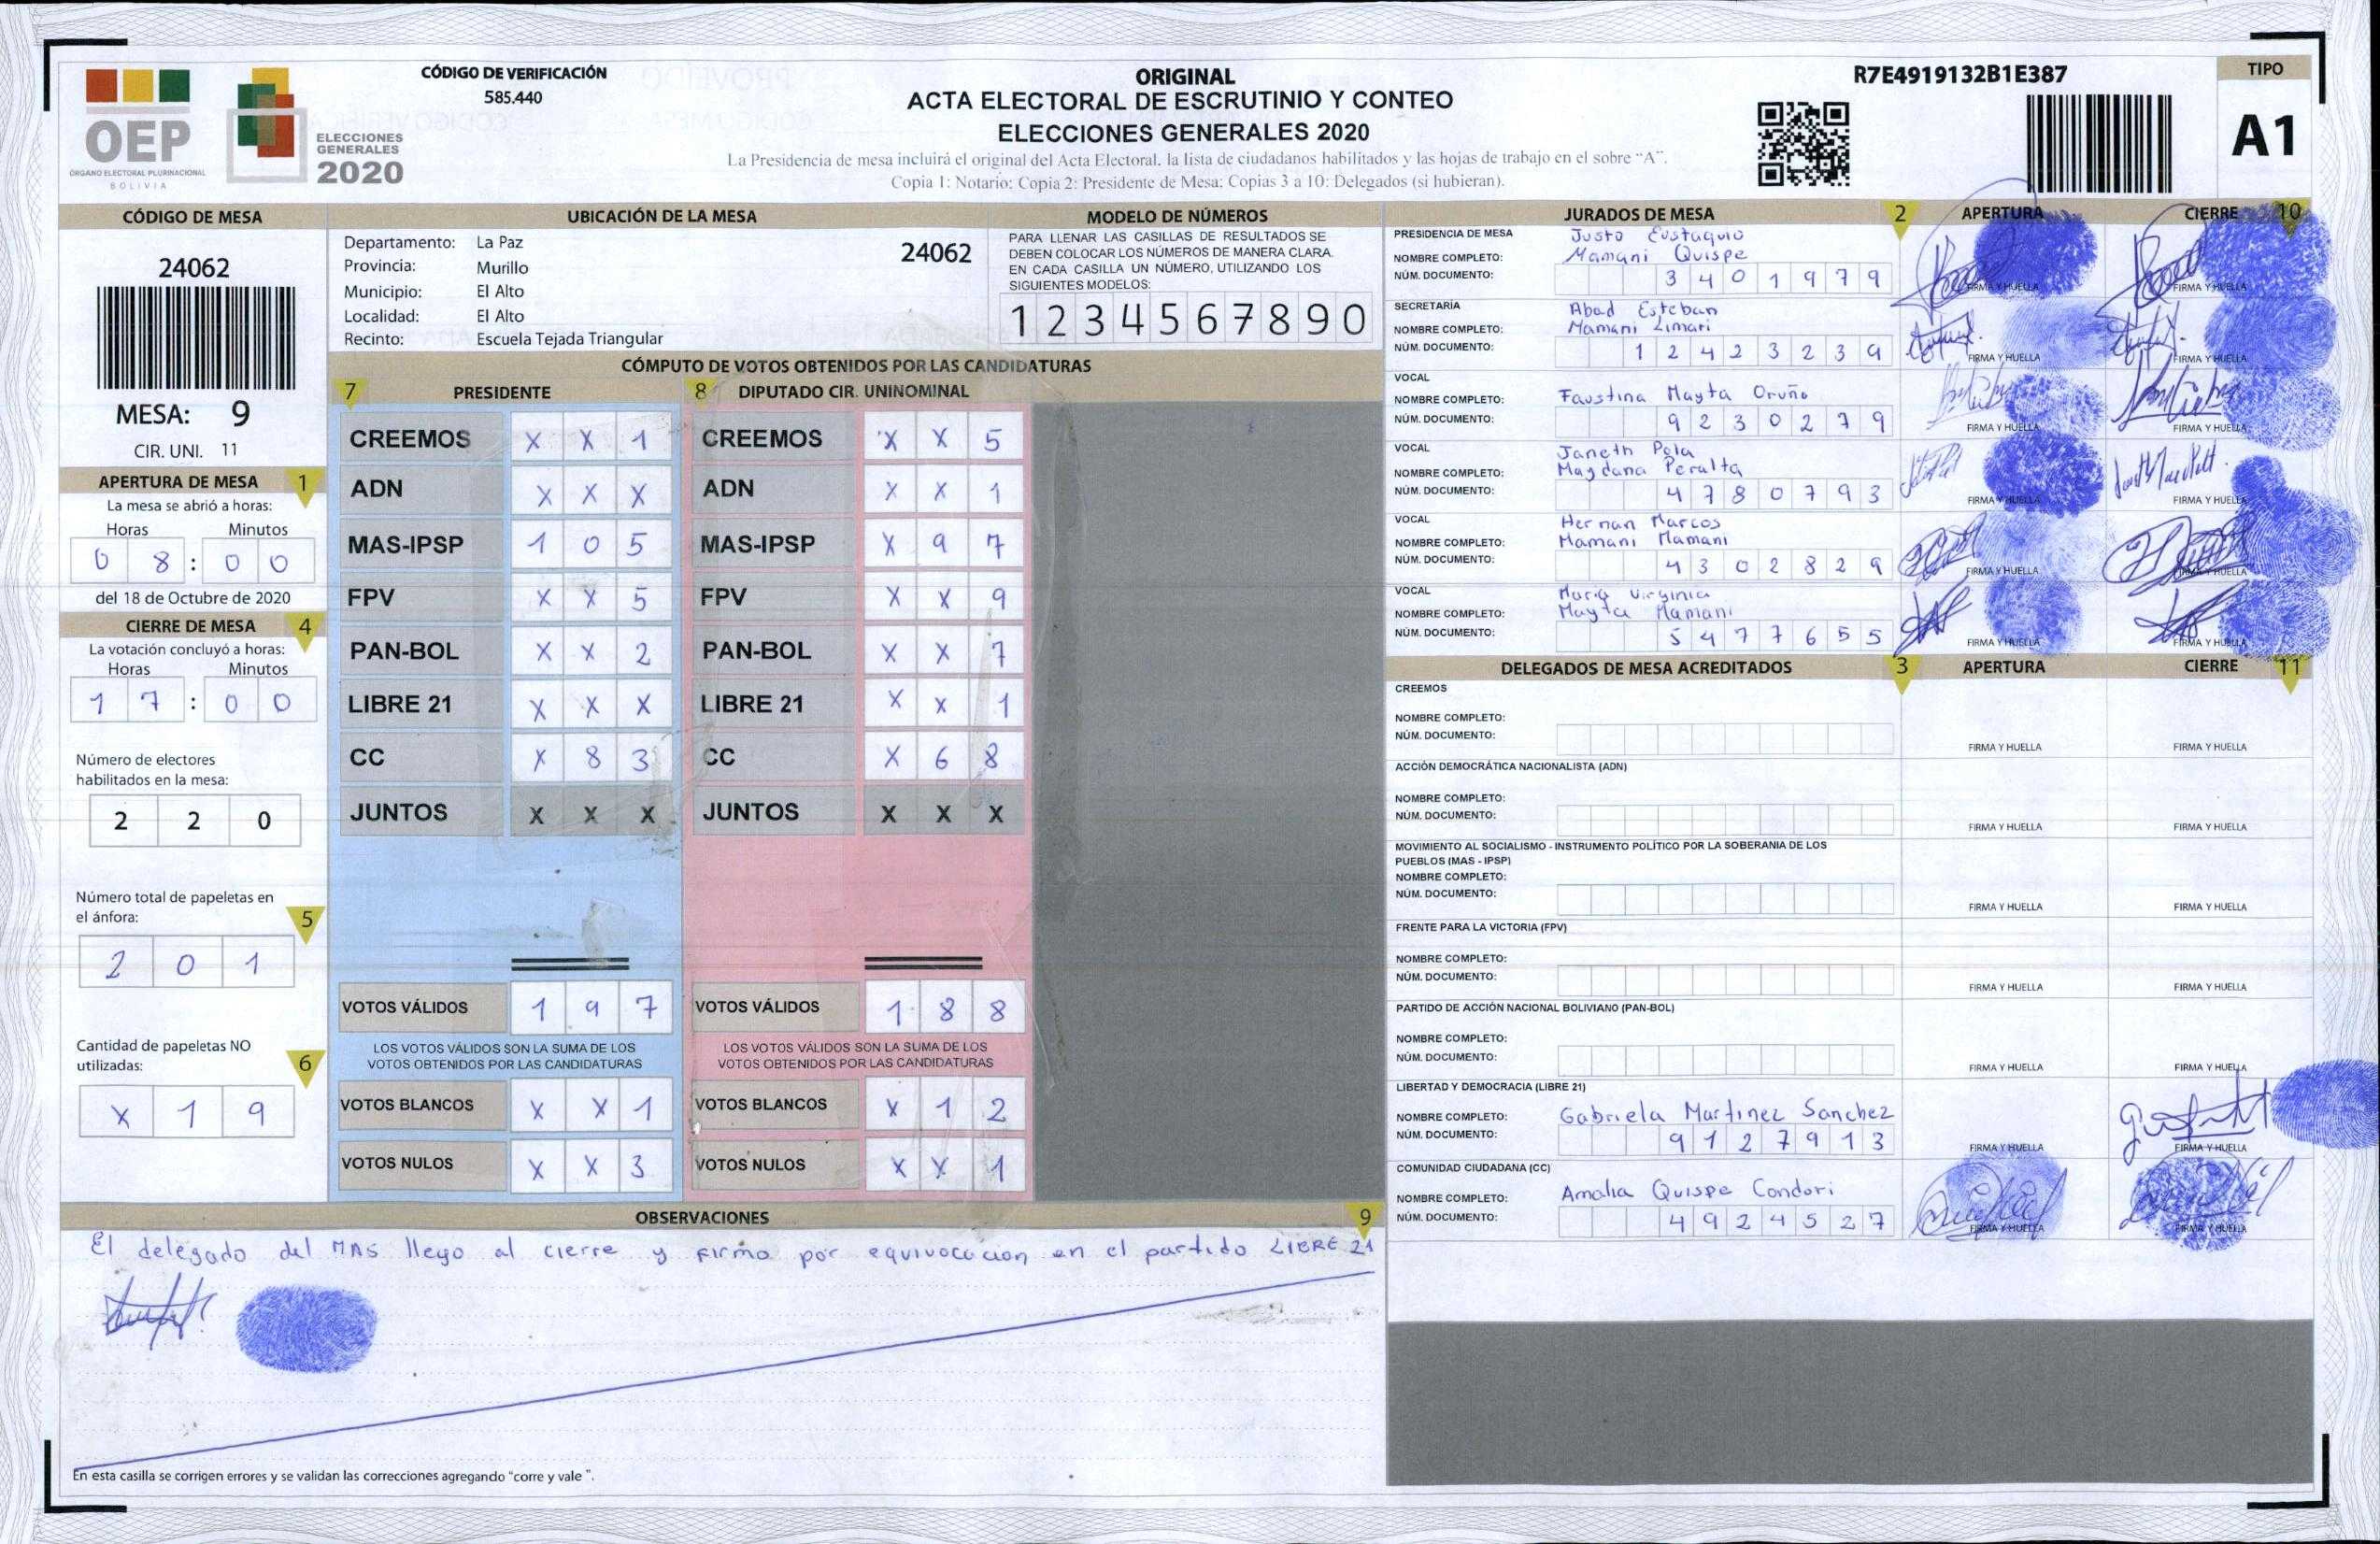 CÓDIGO DE VERIFICACIÓN
585.440
OEP
ÓRGANO ELECTORAL PLURINACIONAL
BOLIVIA
ELECCIONES
GENERALES
2020
ORIGINAL
ACTA ELECTORAL DE ESCRUTINIO Y CONTEO
ELECCIONES GENERALES 2020
La Presidencia de mesa incluirá el original del Acta Electoral. la lista de ciudadanos habilitados y las hojas de trabajo en el sobre "A".
Copia 1: Notario: Copia 2: Presidente de Mesa: Copias 3 a 10: Delegados (si hubieran).
R7E4919132B1E387
TIPO
A1
CÓDIGO DE MESA
24062
MESA: 9
CIR. UNI. 11
UBICACIÓN DE LA MESA
Departamento: La Paz
24062
Provincia: Murillo
Municipio: El Alto
Localidad: El Alto
Recinto: Escuela Tejada Triangular
MODELO DE NÚMEROS
PARA LLENAR LAS CASILLAS DE RESULTADOS SE
DEBEN COLOCAR LOS NÚMEROS DE MANERA CLARA.
EN CADA CASILLA UN NÚMERO, UTILIZANDO LOS
SIGUIENTES MODELOS:
1 2 3 4 5 6 7 8 9 0
APERTURA DE MESA 1
La mesa se abrió a horas:
Horas Minutos
0 8 : 0 0
del 18 de Octubre de 2020
CIERRE DE MESA 4
La votación concluyó a horas:
Horas Minutos
1 7 : 0 0
Número de electores
habilitados en la mesa:
2 2 0
Número total de papeletas en
el ánfora: 5
2 0 1
Cantidad de papeletas NO
utilizadas: 6
X 1 9
CÓMPUTO DE VOTOS OBTENIDOS POR LAS CANDIDATURAS
7 PRESIDENTE
CREEMOS X X 1
ADN X X X
MAS-IPSP 1 0 5
FPV X X 5
PAN-BOL X X 2
LIBRE 21 X X X
CC X 8 3
JUNTOS X X X
VOTOS VÁLIDOS 1 9 7
LOS VOTOS VÁLIDOS SON LA SUMA DE LOS
VOTOS OBTENIDOS POR LAS CANDIDATURAS
VOTOS BLANCOS X X 1
VOTOS NULOS X X 3
8 DIPUTADO CIR. UNINOMINAL
CREEMOS X X 5
ADN X X 1
MAS-IPSP X 9 7
FPV X X 9
PAN-BOL X X 7
LIBRE 21 X X 1
CC X 6 8
JUNTOS X X X
VOTOS VÁLIDOS 1 8 8
LOS VOTOS VÁLIDOS SON LA SUMA DE LOS
VOTOS OBTENIDOS POR LAS CANDIDATURAS
VOTOS BLANCOS X 1 2
VOTOS NULOS X X 1
OBSERVACIONES 9
El delegado del MAS llego al cierre y firmo por equivocacion en el partido LIBRE 21
En esta casilla se corrigen errores y se validan las correcciones agregando "corre y vale ".
JURADOS DE MESA 2 APERTURA CIERRE 10
PRESIDENCIA DE MESA Justo Eustaquio
NOMBRE COMPLETO: Mamani Quispe
NÚM. DOCUMENTO: 3 4 0 1 9 7 9
FIRMA Y HUELLA FIRMA Y HUELLA
SECRETARÍA Abad Esteban
NOMBRE COMPLETO: Mamani Limari
NÚM. DOCUMENTO: 1 2 4 2 3 2 3 9
FIRMA Y HUELLA FIRMA Y HUELLA
VOCAL
NOMBRE COMPLETO: Faustina Mayta Oruño
NÚM. DOCUMENTO: 9 2 3 0 2 7 9
FIRMA Y HUELLA FIRMA Y HUELLA
VOCAL Janeth Pola
NOMBRE COMPLETO: Magdana Peralta
NÚM. DOCUMENTO: 4 7 8 0 7 9 3
FIRMA Y HUELLA FIRMA Y HUELLA
VOCAL Hernan Marcos
NOMBRE COMPLETO: Mamani Mamani
NÚM. DOCUMENTO: 4 3 0 2 8 2 9
FIRMA Y HUELLA FIRMA Y HUELLA
VOCAL Maria Virginia
NOMBRE COMPLETO: Mayta Mamani
NÚM. DOCUMENTO: 5 4 7 7 6 5 5
FIRMA Y HUELLA FIRMA Y HUELLA
DELEGADOS DE MESA ACREDITADOS 3 APERTURA CIERRE 11
CREEMOS
NOMBRE COMPLETO:
NÚM. DOCUMENTO:
FIRMA Y HUELLA FIRMA Y HUELLA
ACCIÓN DEMOCRÁTICA NACIONALISTA (ADN)
NOMBRE COMPLETO:
NÚM. DOCUMENTO:
FIRMA Y HUELLA FIRMA Y HUELLA
MOVIMIENTO AL SOCIALISMO - INSTRUMENTO POLÍTICO POR LA SOBERANIA DE LOS
PUEBLOS (MAS - IPSP)
NOMBRE COMPLETO:
NÚM. DOCUMENTO:
FIRMA Y HUELLA FIRMA Y HUELLA
FRENTE PARA LA VICTORIA (FPV)
NOMBRE COMPLETO:
NÚM. DOCUMENTO:
FIRMA Y HUELLA FIRMA Y HUELLA
PARTIDO DE ACCIÓN NACIONAL BOLIVIANO (PAN-BOL)
NOMBRE COMPLETO:
NÚM. DOCUMENTO:
FIRMA Y HUELLA FIRMA Y HUELLA
LIBERTAD Y DEMOCRACIA (LIBRE 21)
NOMBRE COMPLETO: Gabriela Martinez Sanchez
NÚM. DOCUMENTO: 9 1 2 7 9 1 3
FIRMA Y HUELLA FIRMA Y HUELLA
COMUNIDAD CIUDADANA (CC)
NOMBRE COMPLETO: Amalia Quispe Condori
NÚM. DOCUMENTO: 4 9 2 4 5 2 7
FIRMA Y HUELLA FIRMA Y HUELLA